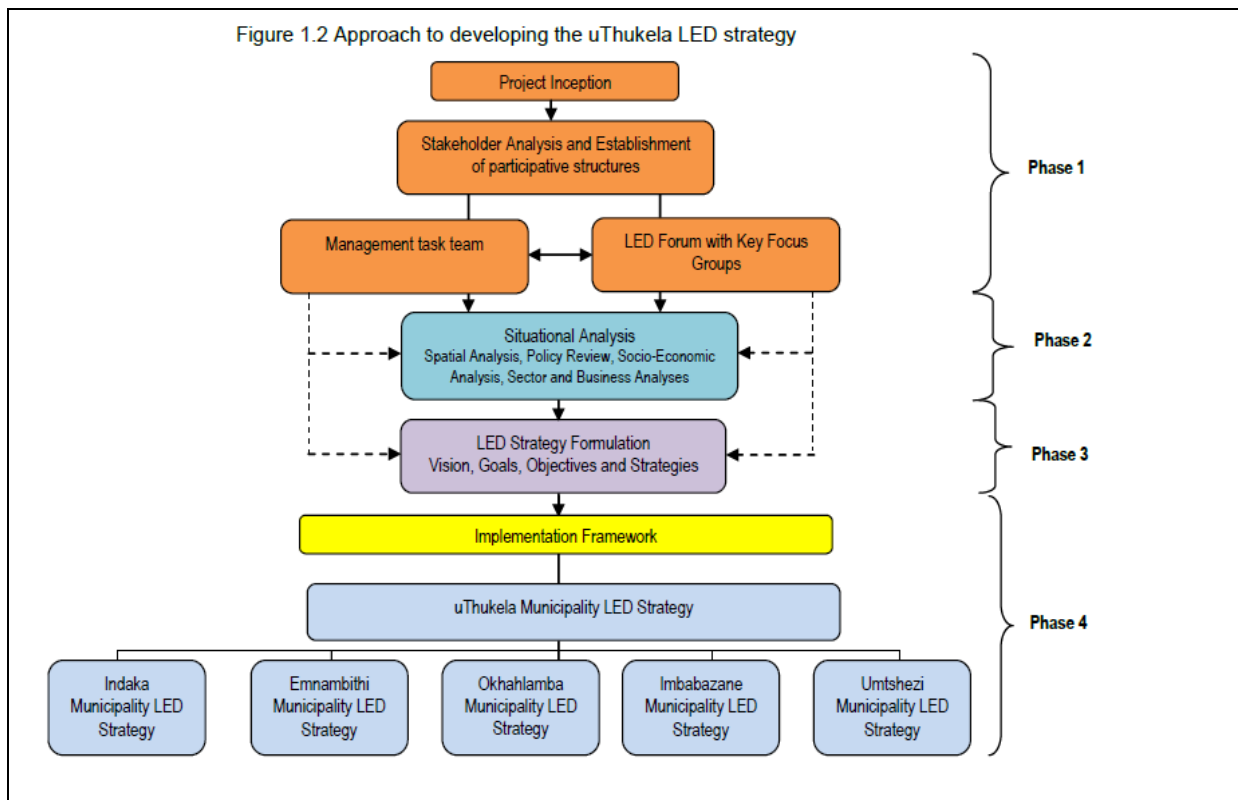 Figure 1.2 Approach to developing the uThukela LED strategy
Project Inception
Stakeholder Analysis and Establishment
of participative structures
Phase 1
Management task team
LED Forum with Key Focus
Groups
Situational Analysis
Spatial Analysis, Policy Review, Socio-Economic
Analysis, Sector and Business Analyses
Phase 2
LED Strategy Formulation
Vision, Goals, Objectives and Strategies
Phase 3
Implementation Framework
uThukela Municipality LED Strategy
Phase 4
Indaka
Municipality LED
Strategy
Emnambithi
Municipality LED
Strategy
Okhahlamba
Municipality LED
Strategy
Imbabazane
Municipality LED
Strategy
Umtshezi
Municipality LED
Strategy